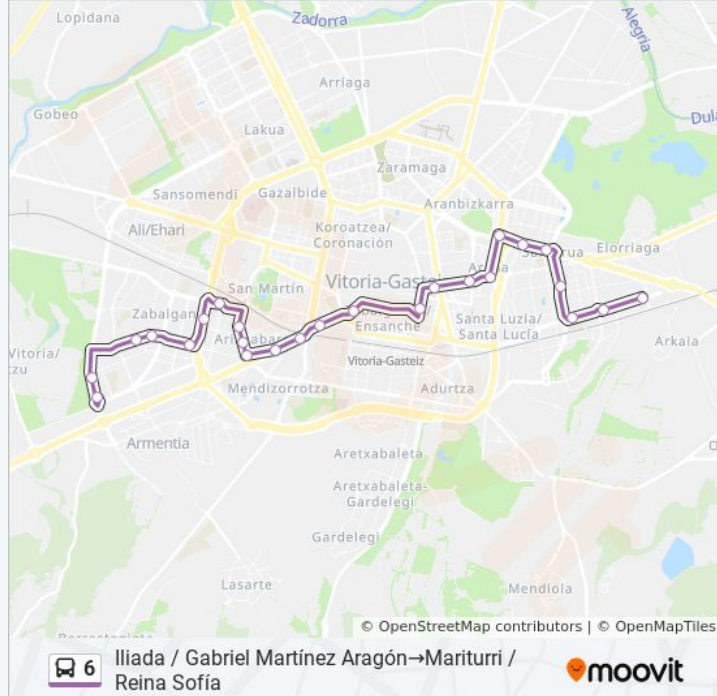 Lopidana
Zadorra
Alegria
Gobeo
Arriaga
Lakua
Zaramaga
Sansomendi
Gazalbide
Aranbizkarra
Ali/Ehari
Koroatzea/
Coronación
Elorriaga
San Martín
Vitoria-Gasteiz
Zabalgan
Ensanche
Santa Luzia/
Santa Lucía
Arkaia
Vitoria/
Vitoria-Gasteiz
Mendizorrotza
Adurtza
Armentia
Aretxabaleta
Aretxabaleta-
Gardelegi
Gardelegi
Lasarte
Mendiola
© OpenStreetMap contributors | © OpenMapTiles
6
Iliada / Gabriel Martínez Aragón→Mariturri /
Reina Sofía
moovit